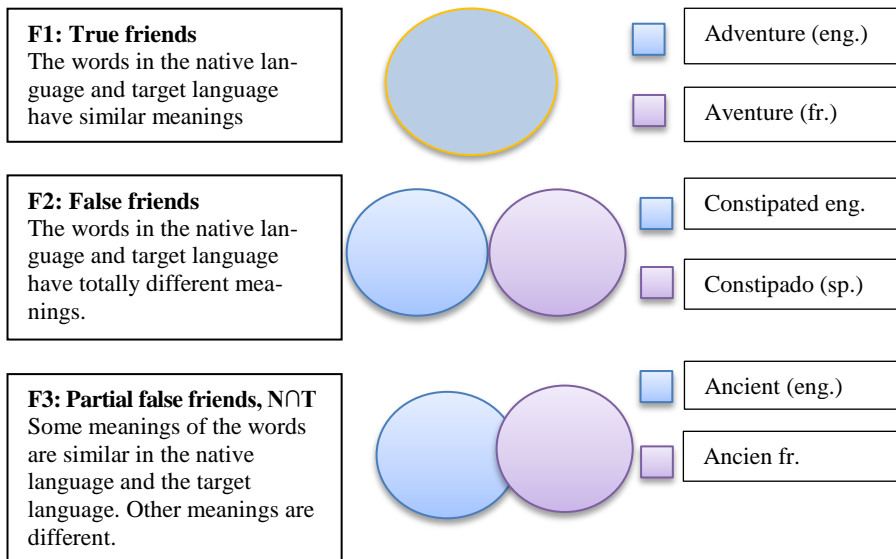 F1: True friends
The words in the native lan-
guage and target language
have similar meanings
Adventure (eng.)
Aventure (fr.)
F2: False friends
The words in the native lan-
guage and target language
have totally different mea-
nings.
Constipated eng.
Constipado (sp.)
F3: Partial false friends, N∩T
Some meanings of the words
are similar in the native
language and the target
language. Other meanings are
different.
Ancient (eng.)
Ancien fr.